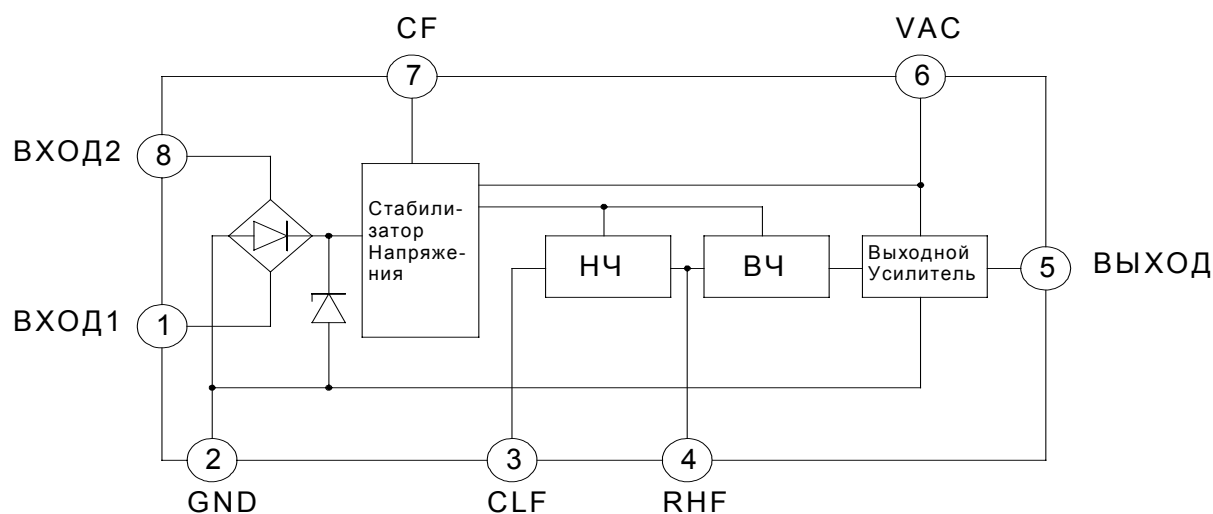 CF
VAC
7
6
ВХОД2
8
Стабили-
затор
Напряже-
ния
НЧ
ВЧ
Выходной
Усилитель
5
ВЫХОД
ВХОД1
1
2
3
4
GND
CLF
RHF